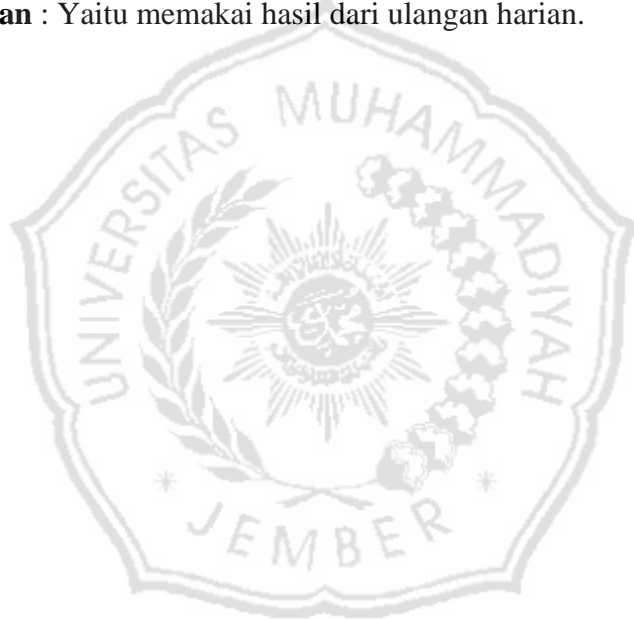 an : Yaitu memakai hasil dari ulangan harian.
UNIVERSITAS MUHAMMADIYAH
JEMBER